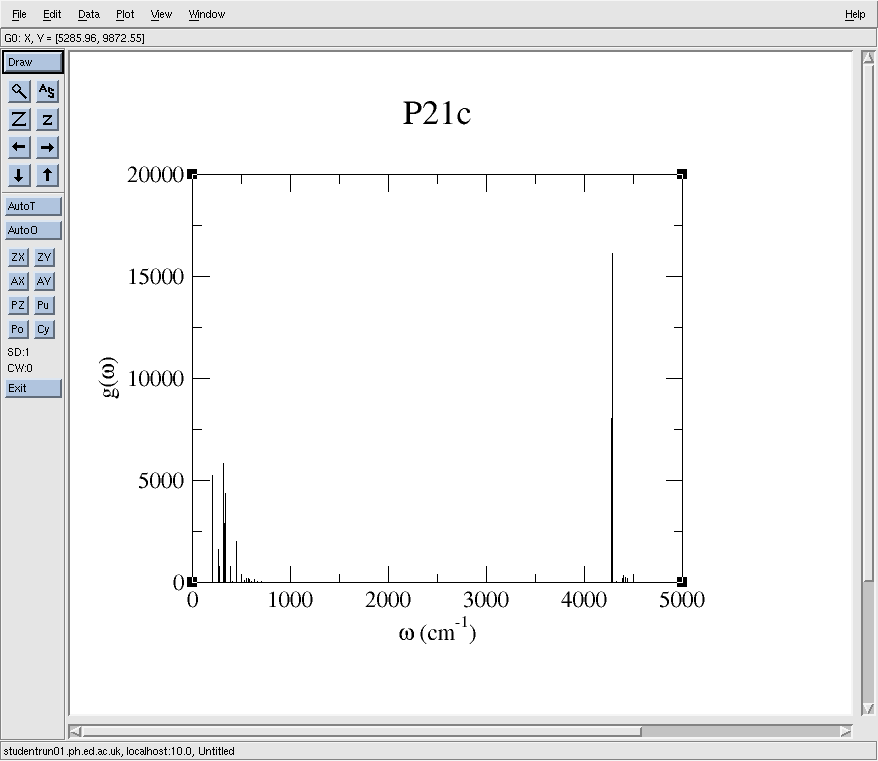 File Edit Data Plot View Window Help
G0: X, Y = [5285.96, 9872.55]
Draw
A S
Z z
AutoT
AutoO
ZX ZY
AX AY
PZ Pu
Po Cy
SD:1
CW:0
Exit
P21c
20000
15000
10000
5000
0
g(ω)
0 1000 2000 3000 4000 5000
ω (cm⁻¹)
studentrun01.ph.ed.ac.uk, localhost:10.0, Untitled